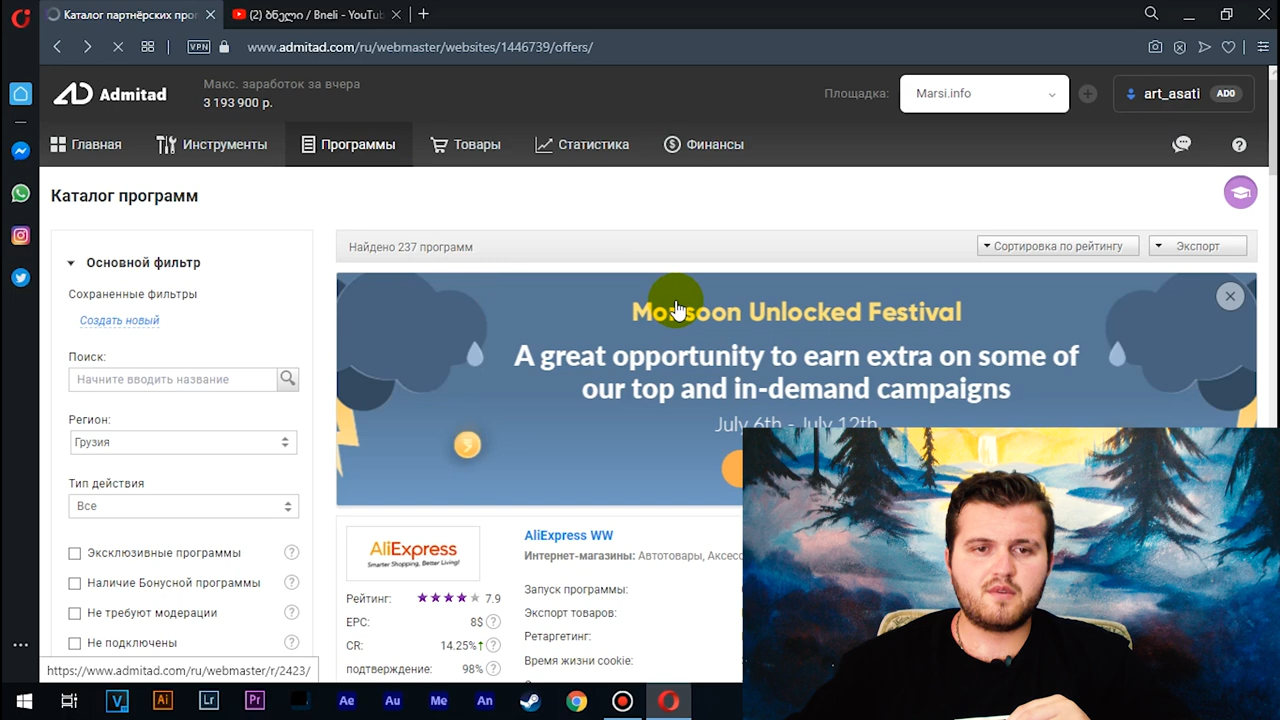 Каталог партнёрских про
(2) ბნელი / Bneli - YouTu
VPN
www.admitad.com/ru/webmaster/websites/1446739/offers/
Admitad
Макс. заработок за вчера
3 193 900 р.
Площадка:
Marsi.info
art_asati
AD0
Главная
Инструменты
Программы
Товары
Статистика
Финансы
Каталог программ
Основной фильтр
Сохраненные фильтры
Создать новый
Поиск:
Начните вводить название
Регион:
Грузия
Тип действия
Все
Эксклюзивные программы
Наличие Бонусной программы
Не требуют модерации
Не подключены
Найдено 237 программ
Сортировка по рейтингу
Экспорт
Monsoon Unlocked Festival
A great opportunity to earn extra on some of
our top and in-demand campaigns
July 6th - July 12th
AliExpress
Smarter Shopping, Better Living!
Рейтинг:
7.9
EPC:
8$
CR:
14.25%
подтверждение:
98%
AliExpress WW
Интернет-магазины: Автотовары, Аксесс
Запуск программы:
Экспорт товаров:
Ретаргетинг:
Время жизни cookie:
https://www.admitad.com/ru/webmaster/r/2423/
V
Ai
Lr
Pr
Ae
Au
Me
An